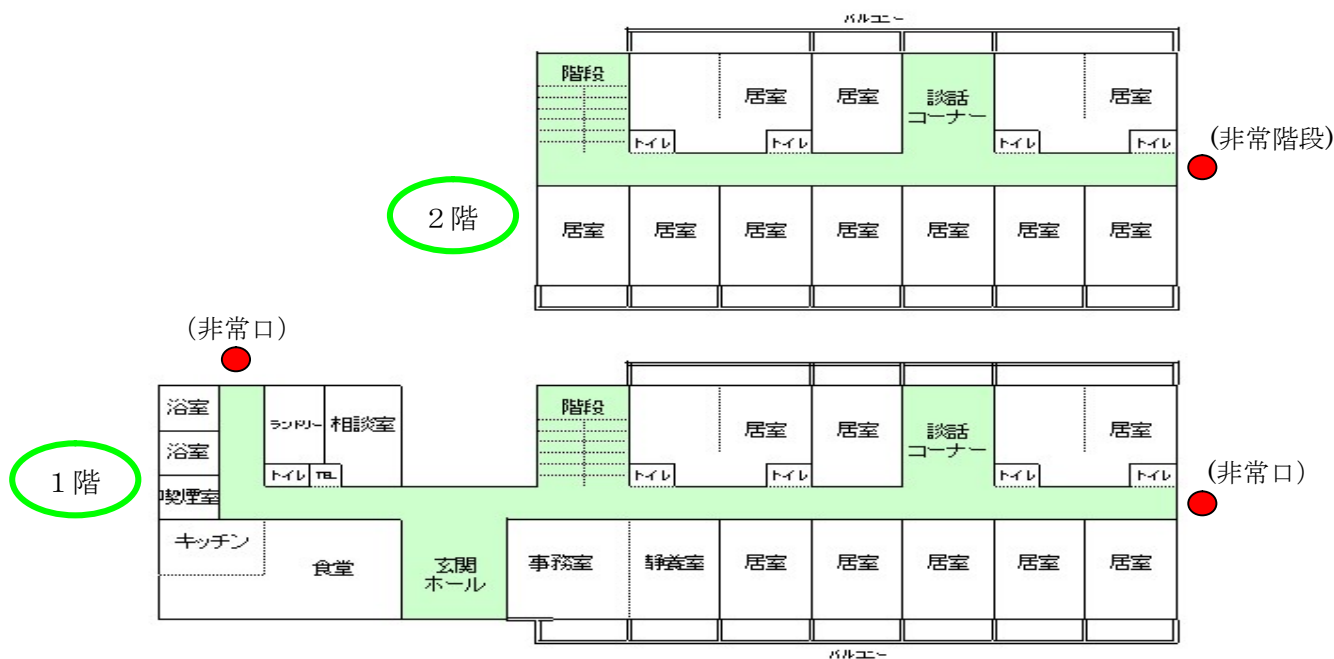 バルコニー
階段
居室
居室
談話
コーナー
居室
トイレ
トイレ
トイレ
トイレ
(非常階段)
2階
居室
居室
居室
居室
居室
居室
居室
(非常口)
浴室
ランドリー
相談室
階段
居室
居室
談話
コーナー
居室
浴室
トイレ
TEL
トイレ
トイレ
トイレ
トイレ
(非常口)
1階
喫煙室
キッチン
食堂
玄関
ホール
事務室
静養室
居室
居室
居室
居室
居室
バルコニー